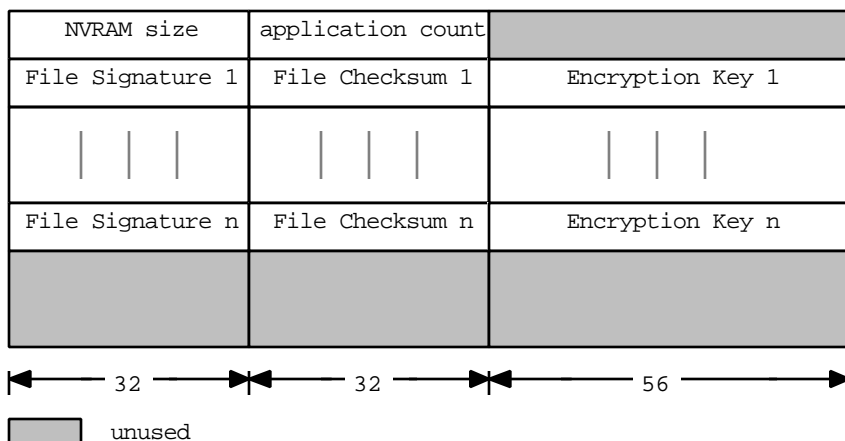 NVRAM size application count
File Signature 1 File Checksum 1 Encryption Key 1
File Signature n File Checksum n Encryption Key n
32 32 56
unused